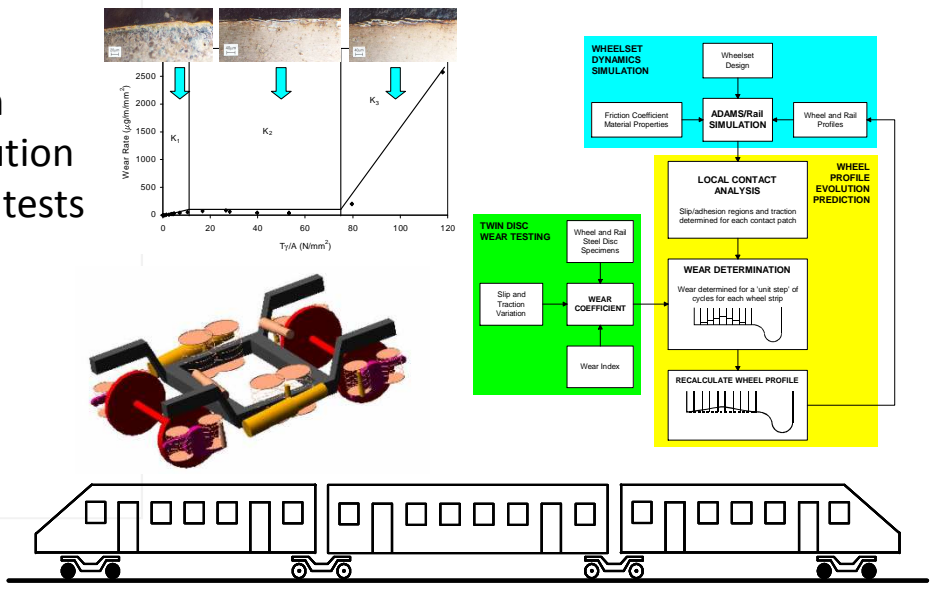 ution
tests
2500
2000
1500
1000
500
0
Wear Rate (μg/m/mm²)
K₁
K₂
K₃
0 20 40 60 80 100 120
Tγ/A (N/mm²)
WHEELSET
DYNAMICS
SIMULATION
Wheelset
Design
Friction Coefficient
Material Properties
ADAMS/Rail
SIMULATION
Wheel and Rail
Profiles
WHEEL
PROFILE
EVOLUTION
PREDICTION
LOCAL CONTACT
ANALYSIS
Slip/adhesion regions and traction
determined for each contact patch
TWIN DISC
WEAR TESTING
Wheel and Rail
Steel Disc
Specimens
Slip and
Traction
Variation
WEAR
COEFFICIENT
Wear Index
WEAR DETERMINATION
Wear determined for a 'unit step' of
cycles for each wheel strip
RECALCULATE WHEEL PROFILE